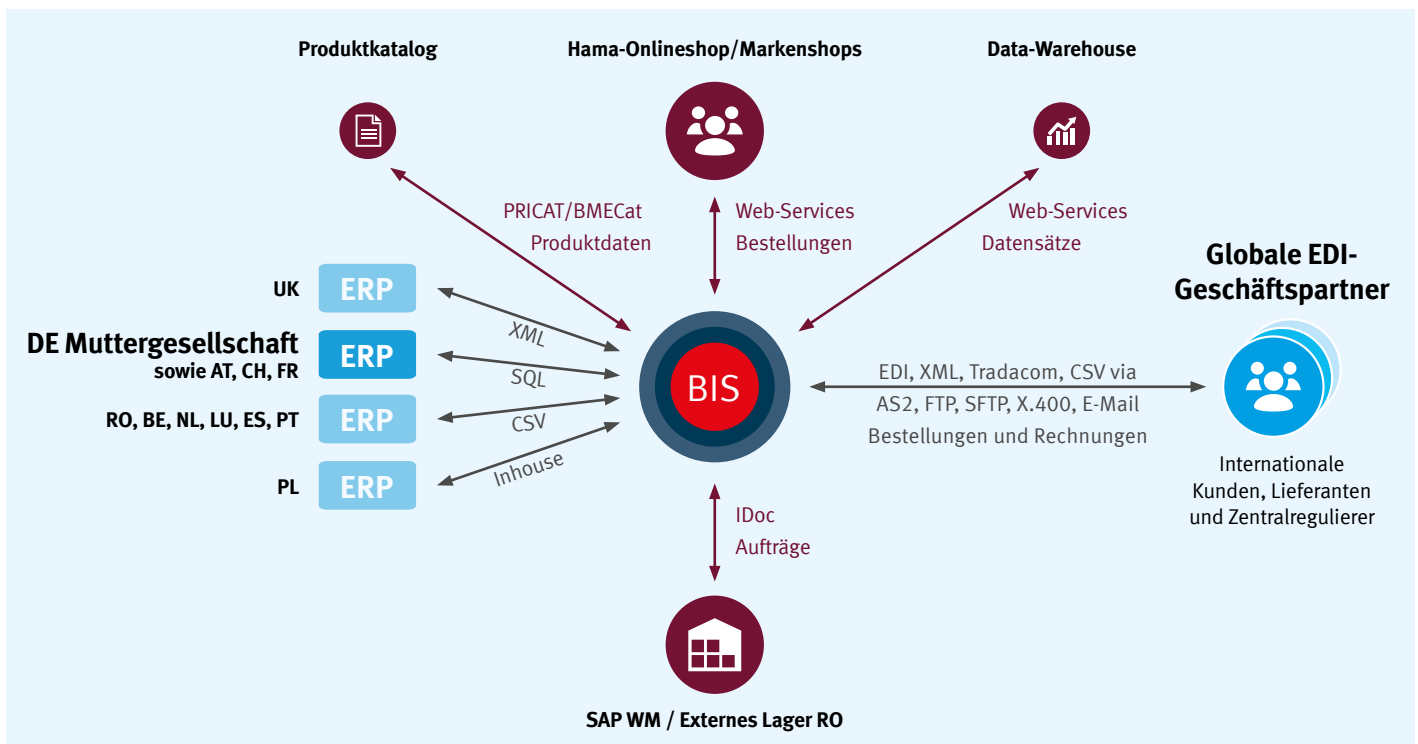 Produktkatalog
Hama-Onlineshop/Markenshops
Data-Warehouse
PRICAT/BMECat
Produktdaten
Web-Services
Bestellungen
Web-Services
Datensätze
UK
ERP
XML
DE Muttergesellschaft
sowie AT, CH, FR
ERP
SQL
RO, BE, NL, LU, ES, PT
ERP
CSV
PL
ERP
Inhouse
BIS
EDI, XML, Tradacom, CSV via
AS2, FTP, SFTP, X.400, E-Mail
Bestellungen und Rechnungen
Globale EDI-
Geschäftspartner
Internationale
Kunden, Lieferanten
und Zentralregulierer
IDoc
Aufträge
SAP WM / Externes Lager RO